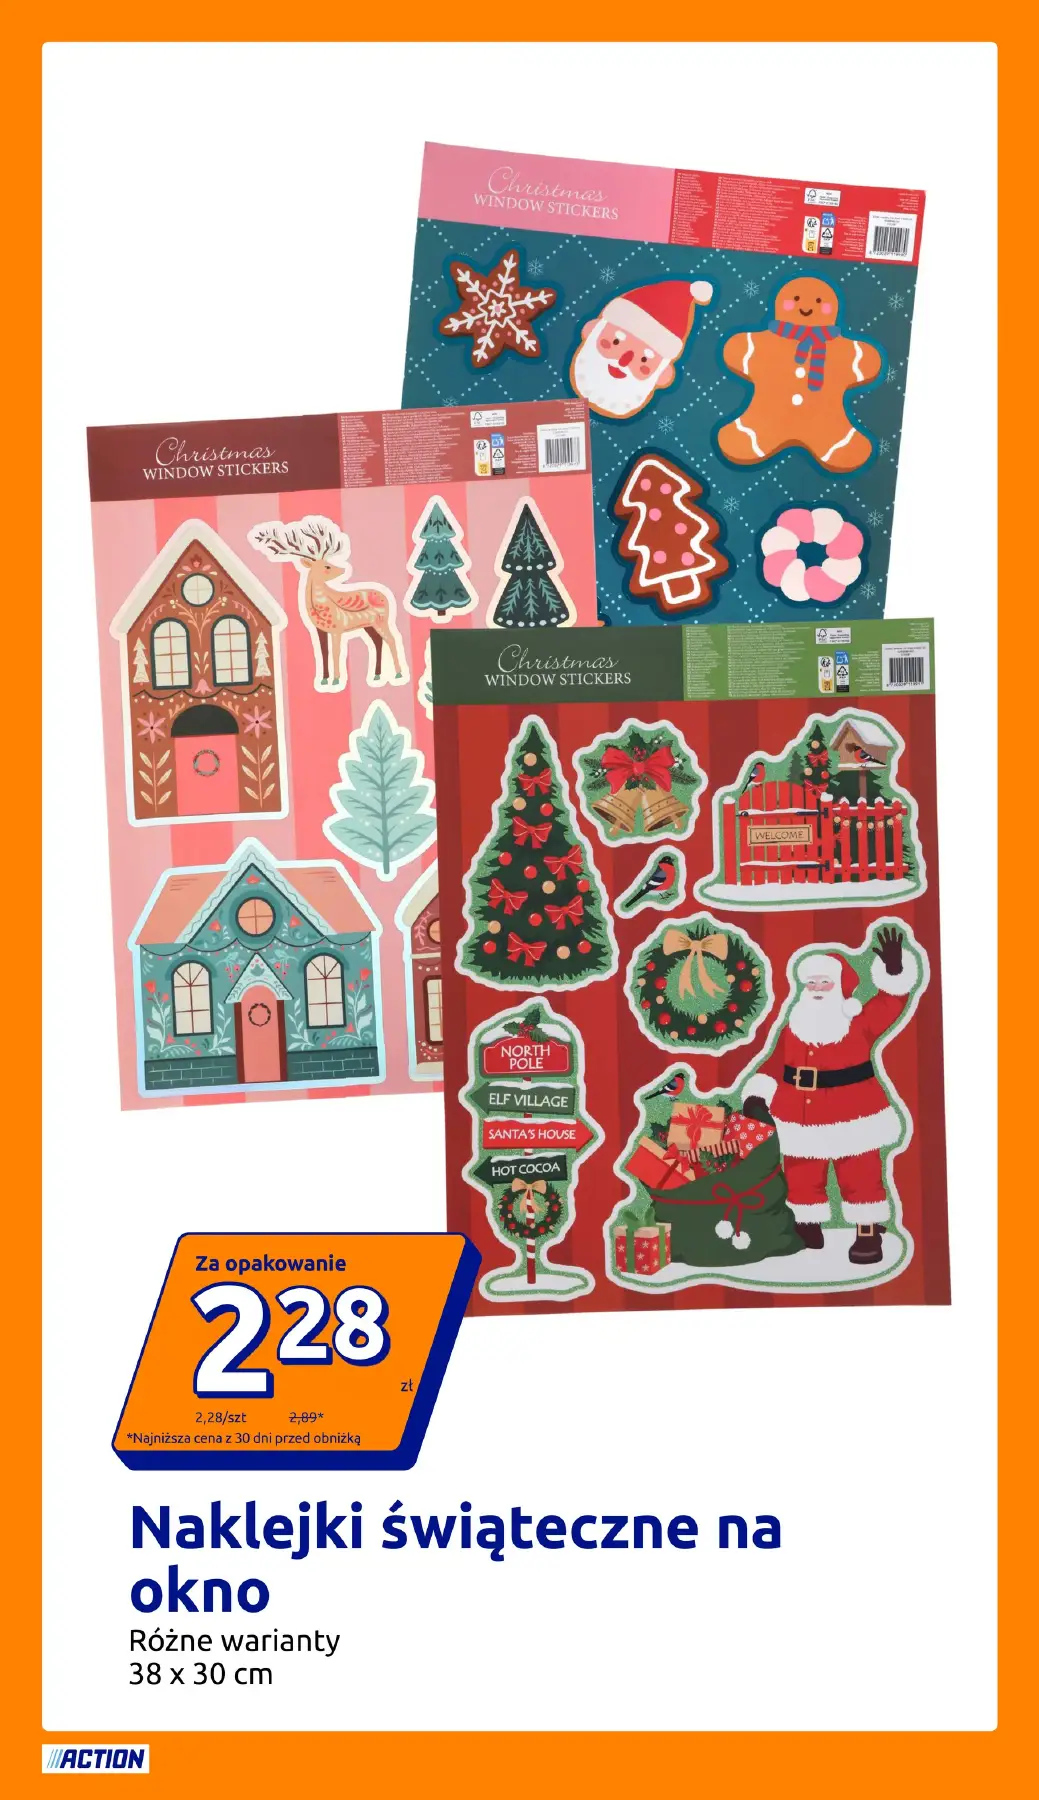 Christmas
WINDOW STICKERS
Christmas
WINDOW STICKERS
Christmas
WINDOW STICKERS
WELCOME
NORTH
POLE
ELF VILLAGE
SANTA'S HOUSE
HOT COCOA
Za opakowanie
2 28
zł
2,28/szt 2,89*
*Najniższa cena z 30 dni przed obniżką
Naklejki świąteczne na
okno
Różne warianty
38 x 30 cm
ACTION